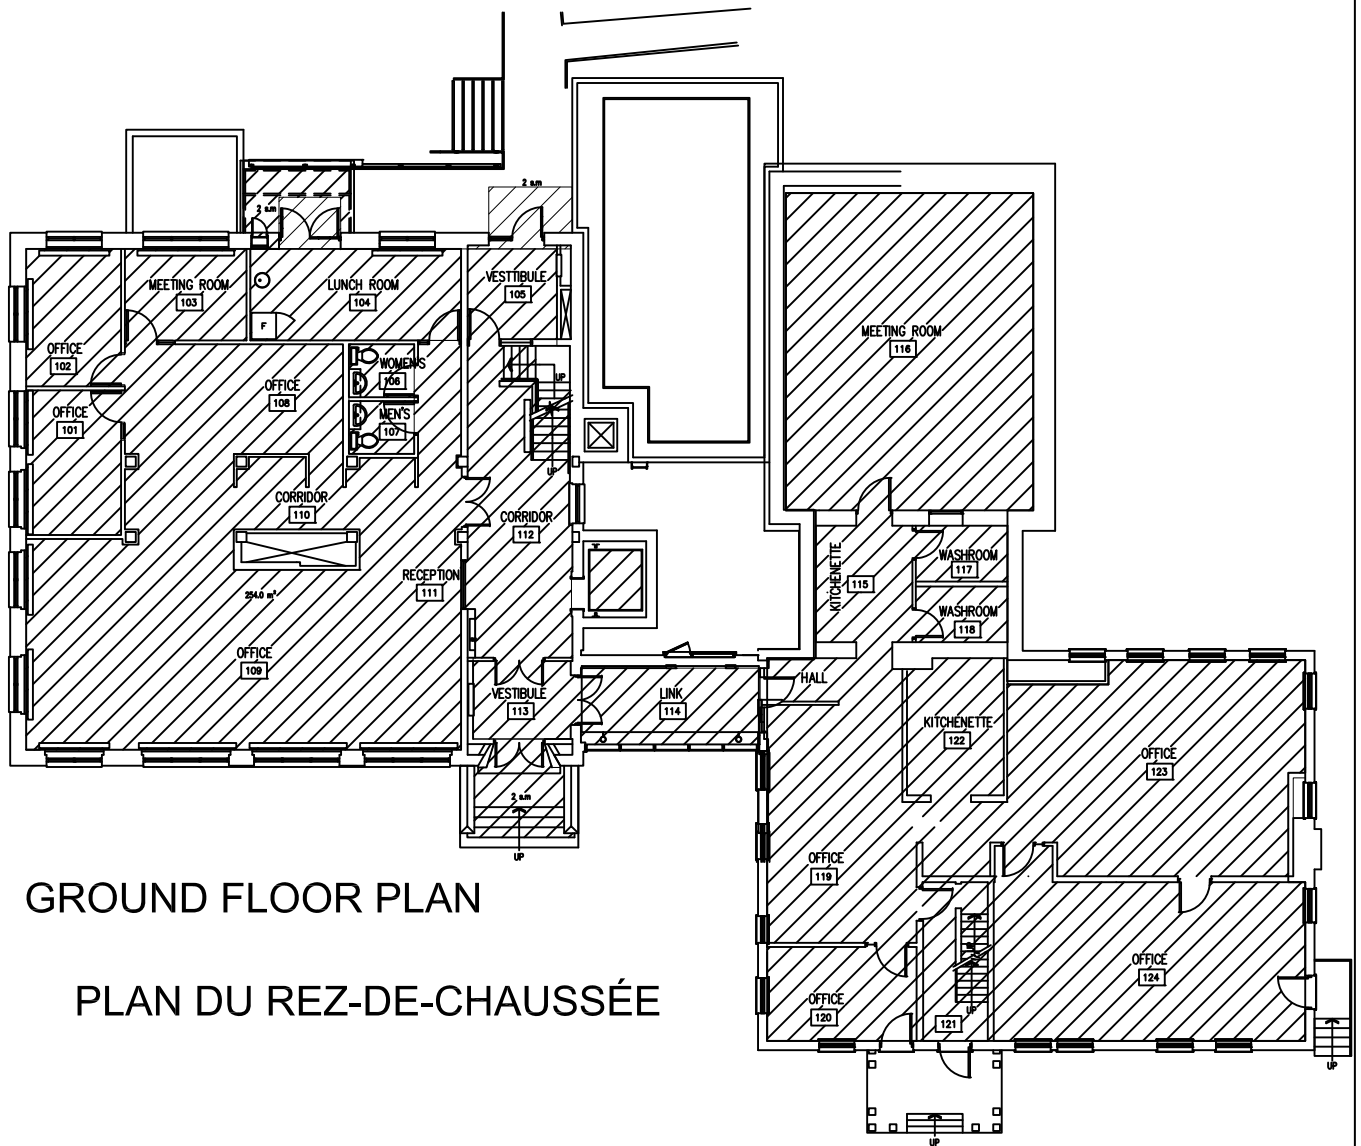 2 s.m
2 s.m
MEETING ROOM
103
LUNCH ROOM
104
VESTTIBULE
105
F
OFFICE
102
WOMEN'S
106
OFFICE
108
UP
OFFICE
101
MEN'S
107
UP
MEETING ROOM
116
CORRIDOR
110
CORRIDOR
112
RECEPTION
111
254.0 m²
KITCHENETTE
115
WASHROOM
117
WASHROOM
118
OFFICE
109
VESTIBULE
113
LINK
114
HALL
KITCHENETTE
122
OFFICE
123
2 s.m
UP
OFFICE
119
GROUND FLOOR PLAN
PLAN DU REZ-DE-CHAUSSÉE
OFFICE
124
OFFICE
120
121
UP
UP
UP